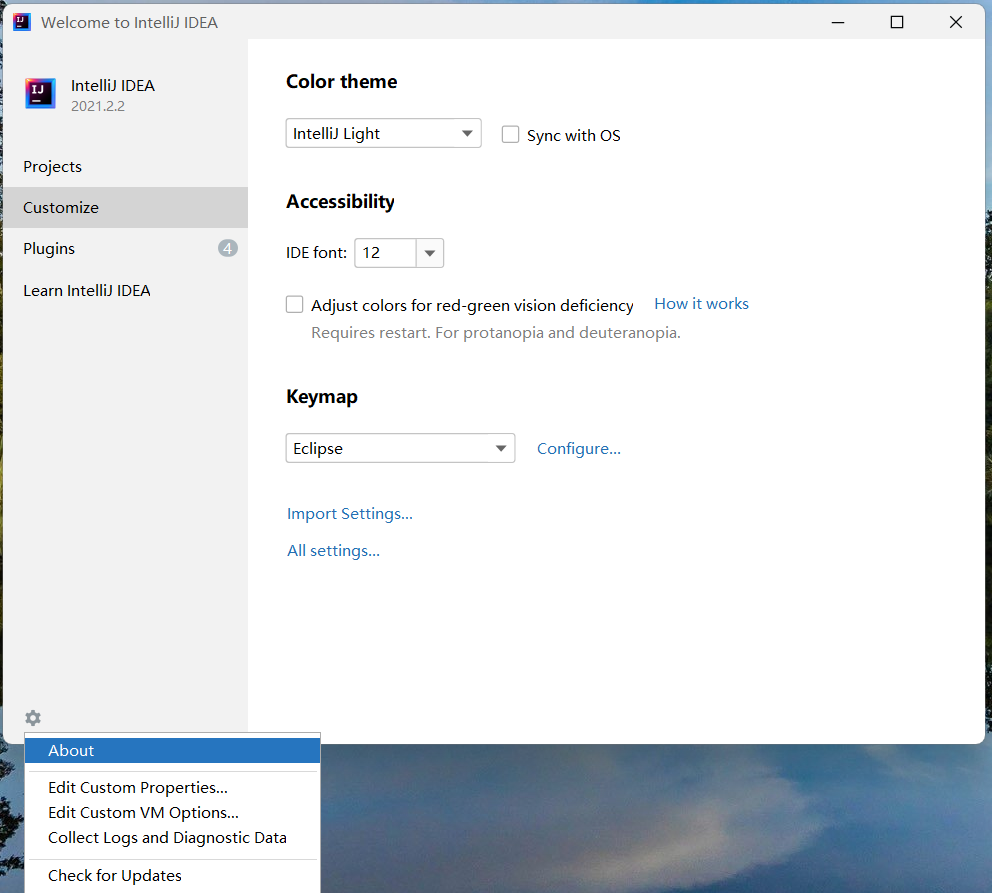 Welcome to IntelliJ IDEA
IntelliJ IDEA
2021.2.2
Projects
Customize
Plugins 4
Learn IntelliJ IDEA
Color theme
IntelliJ Light Sync with OS
Accessibility
IDE font: 12
Adjust colors for red-green vision deficiency How it works
Requires restart. For protanopia and deuteranopia.
Keymap
Eclipse Configure...
Import Settings...
All settings...
About
Edit Custom Properties...
Edit Custom VM Options...
Collect Logs and Diagnostic Data
Check for Updates